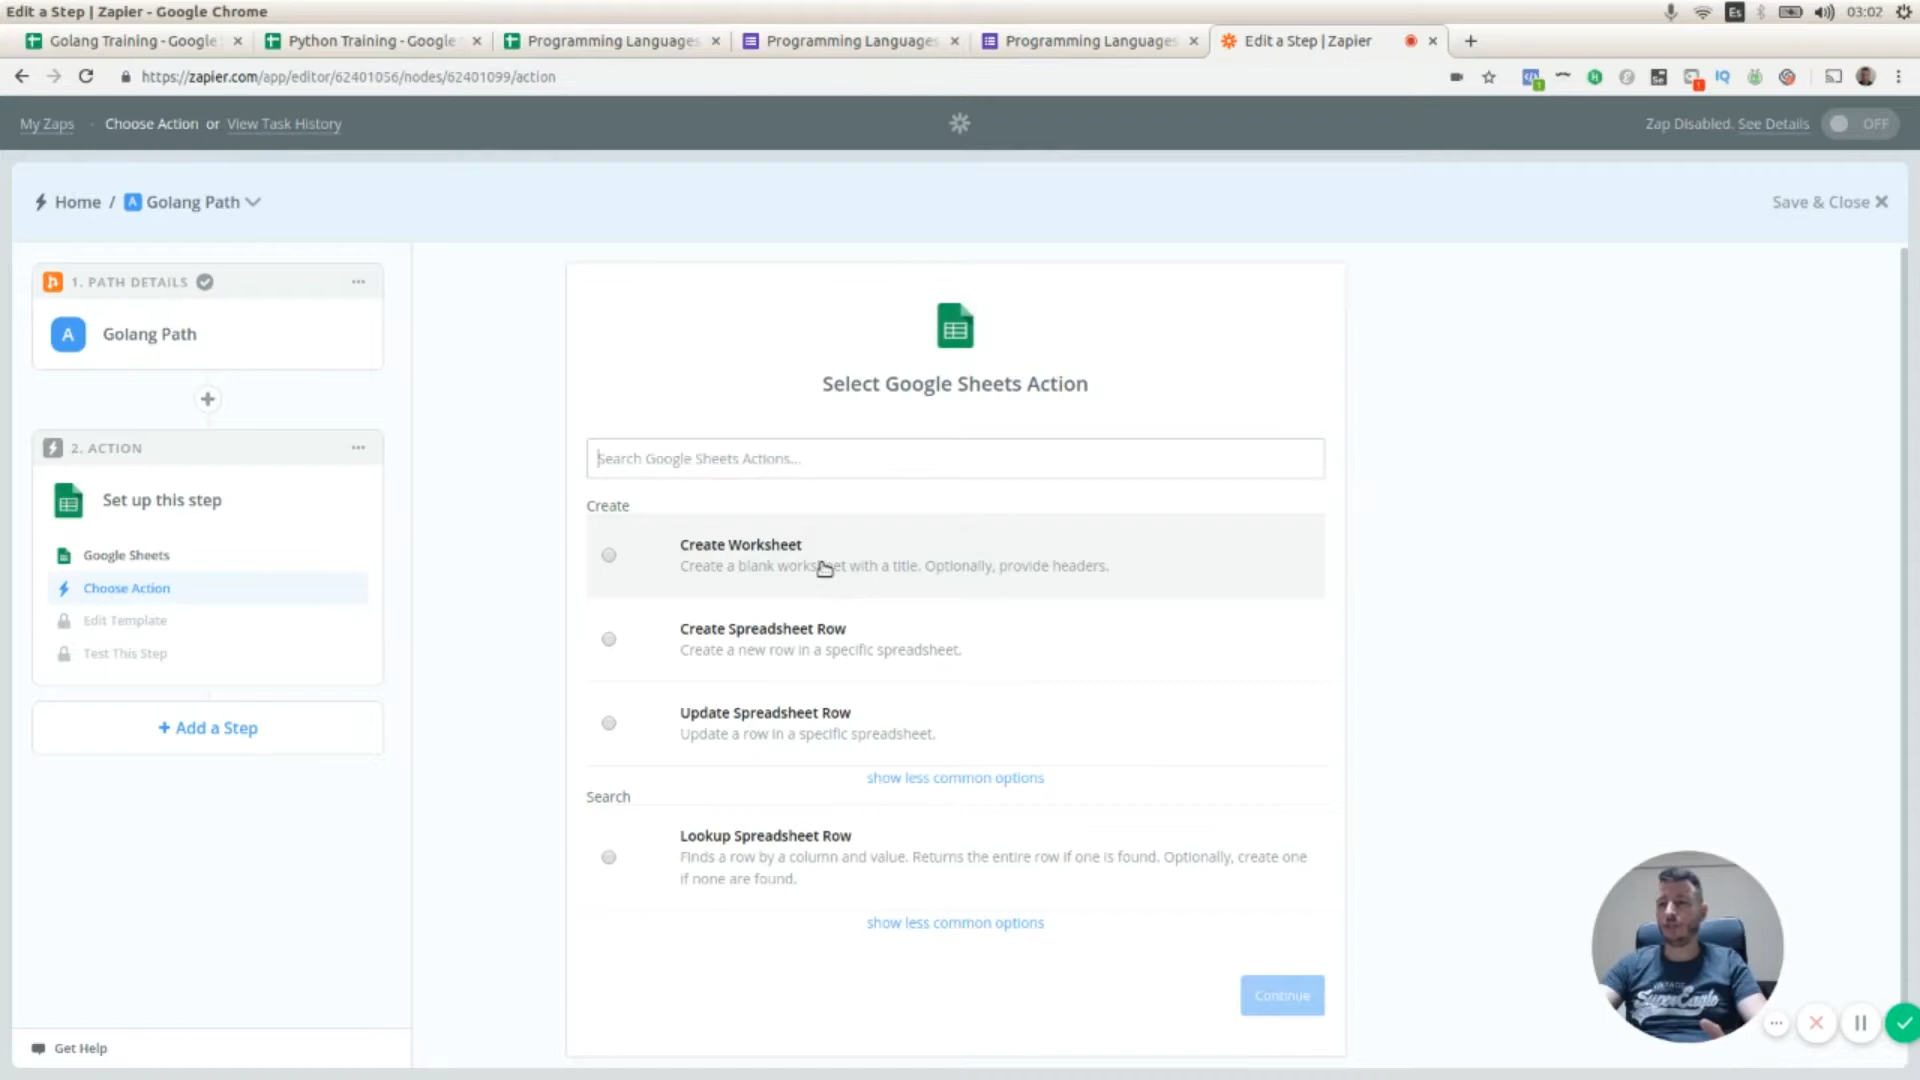 Edit a Step | Zapier - Google Chrome
Es
03:02
Golang Training - Google
Python Training - Google
Programming Languages
Programming Languages
Programming Languages
Edit a Step | Zapier
https://zapier.com/app/editor/62401056/nodes/62401099/action
IQ
My Zaps
Choose Action or View Task History
Zap Disabled. See Details
OFF
Home / A Golang Path
Save & Close
1. PATH DETAILS
A Golang Path
2. ACTION
Set up this step
Google Sheets
Choose Action
Edit Template
Test This Step
+ Add a Step
Get Help
Select Google Sheets Action
Search Google Sheets Actions...
Create
Create Worksheet
Create a blank worksheet with a title. Optionally, provide headers.
Create Spreadsheet Row
Create a new row in a specific spreadsheet.
Update Spreadsheet Row
Update a row in a specific spreadsheet.
show less common options
Search
Lookup Spreadsheet Row
Finds a row by a column and value. Returns the entire row if one is found. Optionally, create one
if none are found.
show less common options
Continue
VINTAGE
SuperEagle